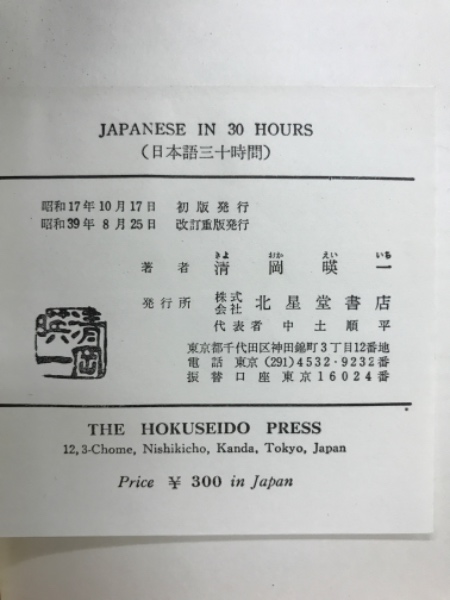 JAPANESE IN 30 HOURS
(日本語三十時間)
昭和17年10月17日 初版発行
昭和39年 8月25日 改訂重版発行
きよ おか えい いち
著者 清岡暎一
発行所 株式会社 北星堂書店
代表者 中土順平
東京都千代田区神田錦町3丁目12番地
電話 東京(291)4532・9232番
振替口座 東京16024番
清岡暎一
THE HOKUSEIDO PRESS
12, 3-Chome, Nishikicho, Kanda, Tokyo, Japan
Price ¥ 300 in Japan